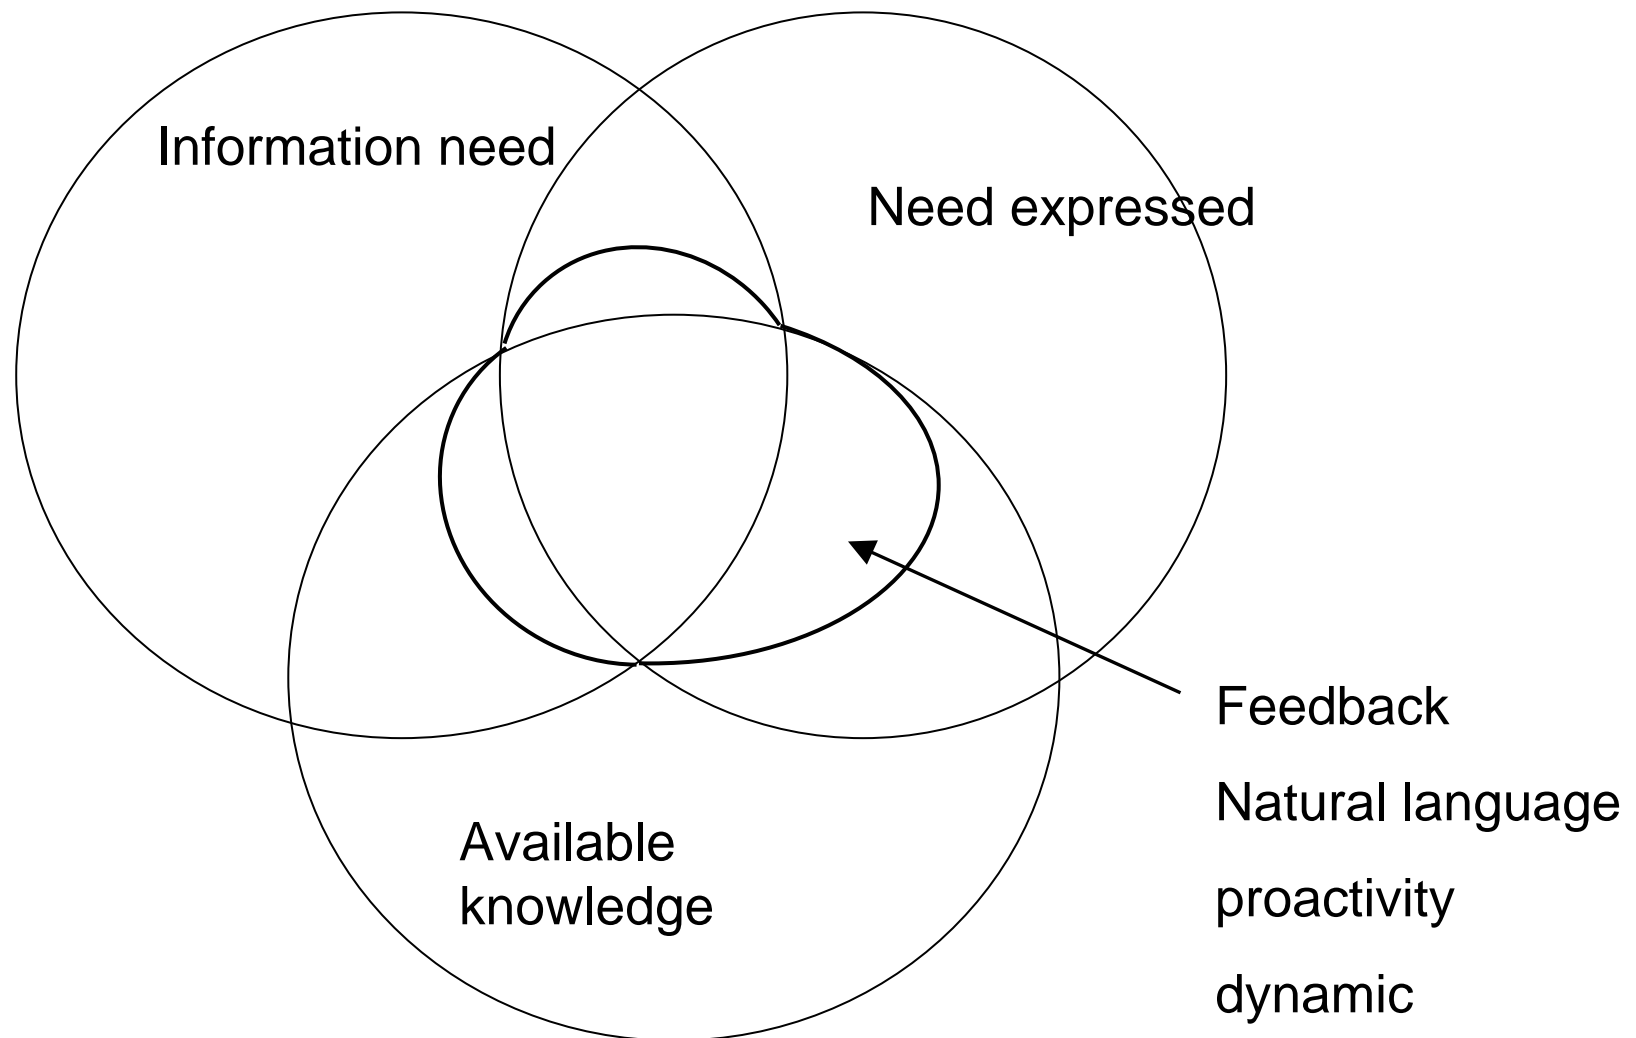 Information need
Need expressed
Available
knowledge
Feedback
Natural language
proactivity
dynamic